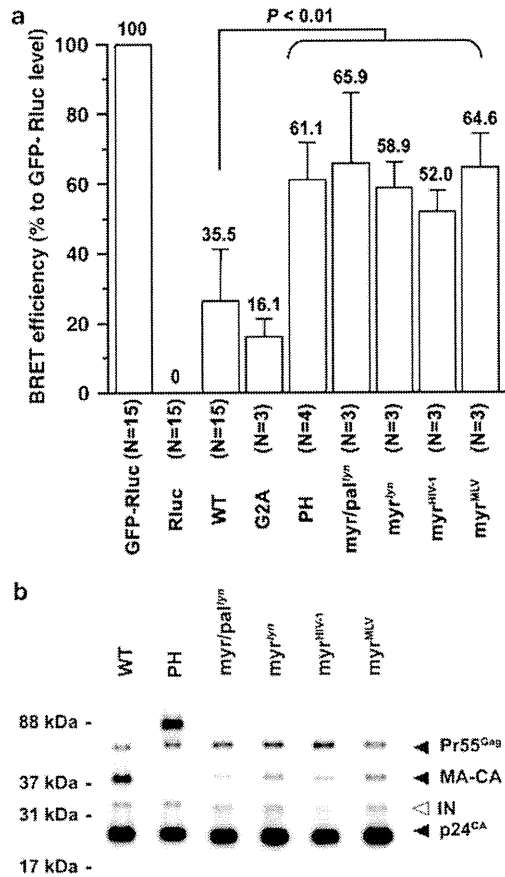 a
P < 0.01
BRET efficiency (% to GFP-Rluc level)
100
80
60
40
20
0
100
0
35.5
16.1
61.1
65.9
58.9
52.0
64.6
GFP-Rluc (N=15)
Rluc (N=15)
WT (N=15)
G2A (N=3)
PH (N=4)
myr/pal^lyn (N=3)
myr^lyn (N=3)
myr^HIV-1 (N=3)
myr^MLV (N=3)
b
WT
PH
myr/pal^lyn
myr^lyn
myr^HIV-1
myr^MLV
88 kDa -
37 kDa -
31 kDa -
17 kDa -
Pr55^Gag
MA-CA
IN
p24^CA